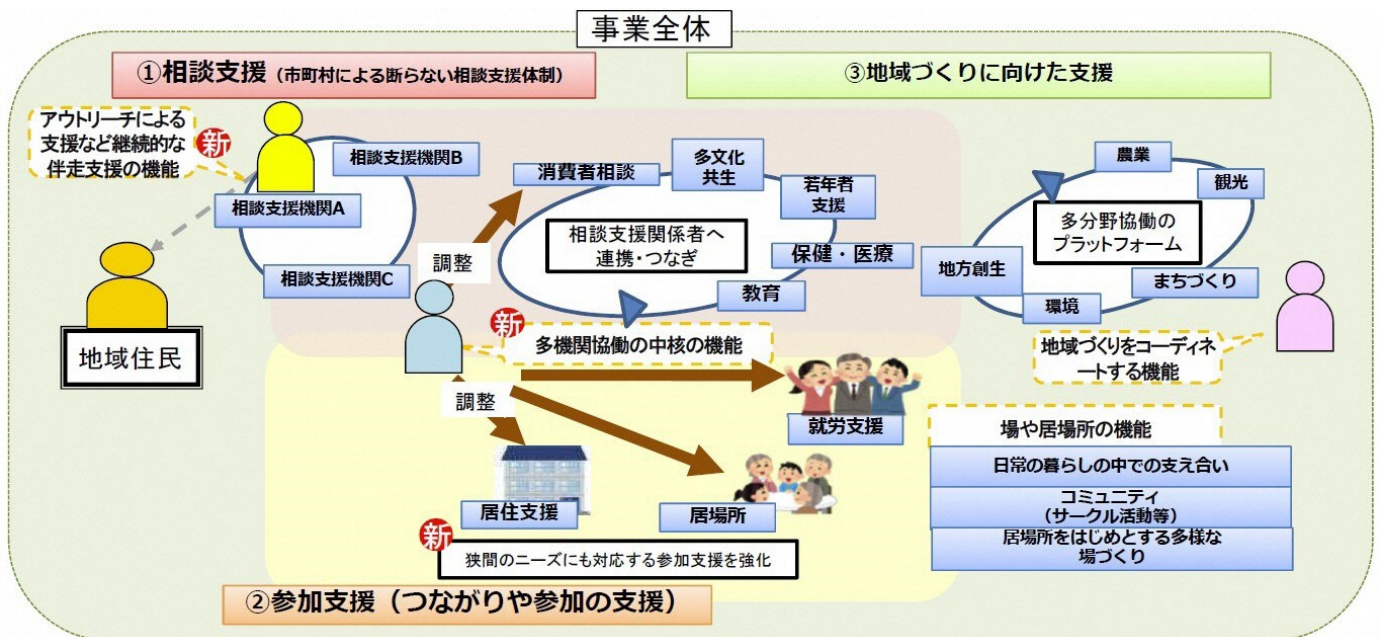 事業全体
①相談支援（市町村による断らない相談支援体制）
③地域づくりに向けた支援
アウトリーチによる
支援など継続的な
伴走支援の機能
新
相談支援機関B
相談支援機関A
相談支援機関C
地域住民
調整
消費者相談
多文化
共生
若年者
支援
保健・医療
教育
相談支援関係者へ
連携・つなぎ
新
多機関協働の中核の機能
農業
観光
多分野協働の
プラットフォーム
地方創生
まちづくり
環境
地域づくりをコーディネ
ートする機能
調整
就労支援
居住支援
居場所
新
狭間のニーズにも対応する参加支援を強化
場や居場所の機能
日常の暮らしの中での支え合い
コミュニティ
（サークル活動等）
居場所をはじめとする多様な
場づくり
②参加支援（つながりや参加の支援）